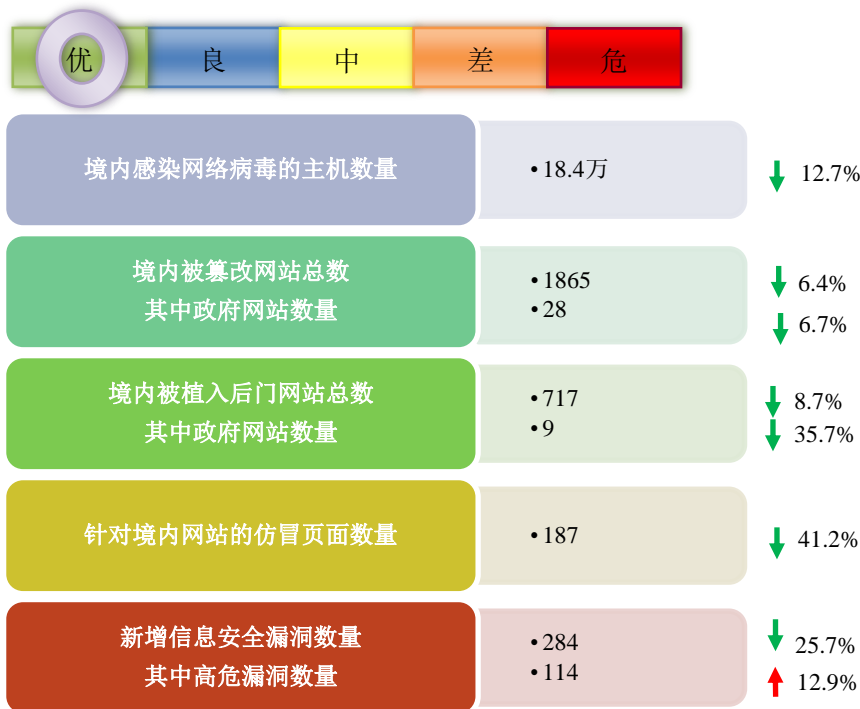 优 良 中 差 危
境内感染网络病毒的主机数量
•18.4万
12.7%
境内被篡改网站总数
其中政府网站数量
•1865
•28
6.4%
6.7%
境内被植入后门网站总数
其中政府网站数量
•717
•9
8.7%
35.7%
针对境内网站的仿冒页面数量
•187
41.2%
新增信息安全漏洞数量
其中高危漏洞数量
•284
•114
25.7%
12.9%